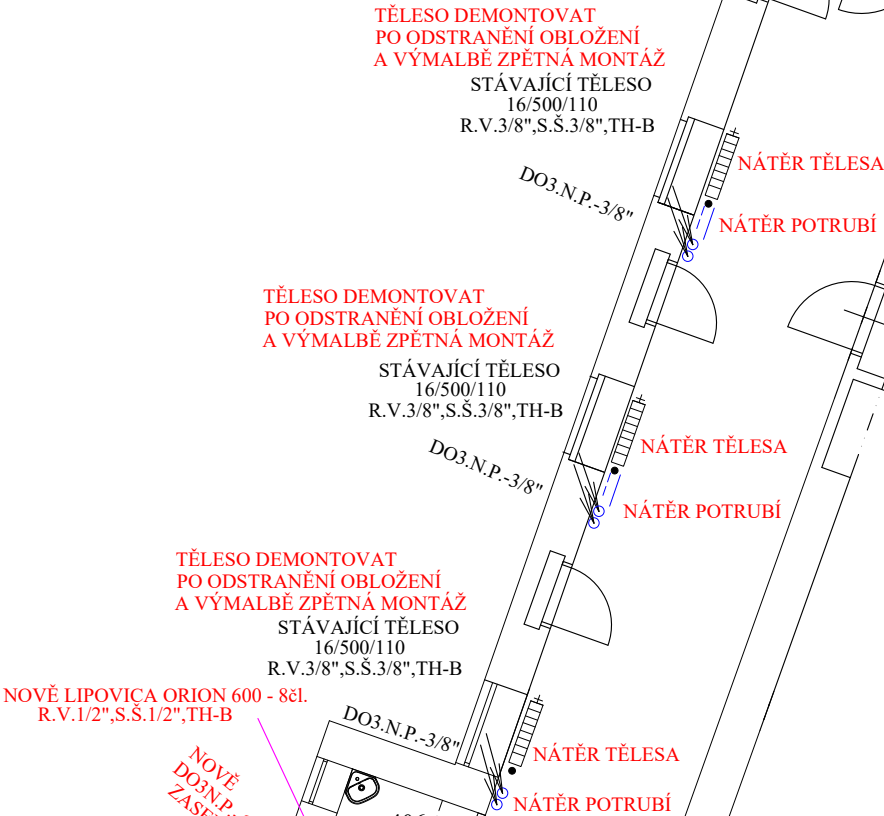 TĚLESO DEMONTOVAT
PO ODSTRANĚNÍ OBLOŽENÍ
A VÝMALBĚ ZPĚTNÁ MONTÁŽ
STÁVAJÍCÍ TĚLESO
16/500/110
R.V.3/8",S.Š.3/8",TH-B
NÁTĚR TĚLESA
DO3.N.P.-3/8"
NÁTĚR POTRUBÍ
TĚLESO DEMONTOVAT
PO ODSTRANĚNÍ OBLOŽENÍ
A VÝMALBĚ ZPĚTNÁ MONTÁŽ
STÁVAJÍCÍ TĚLESO
16/500/110
R.V.3/8",S.Š.3/8",TH-B
NÁTĚR TĚLESA
DO3.N.P.-3/8"
NÁTĚR POTRUBÍ
TĚLESO DEMONTOVAT
PO ODSTRANĚNÍ OBLOŽENÍ
A VÝMALBĚ ZPĚTNÁ MONTÁŽ
STÁVAJÍCÍ TĚLESO
16/500/110
R.V.3/8",S.Š.3/8",TH-B
NOVĚ LIPOVICA ORION 600 - 8čl.
R.V.1/2",S.Š.1/2",TH-B
DO3.N.P.-3/8"
NÁTĚR TĚLESA
NOVĚ
DO3N.P.
NÁTĚR POTRUBÍ